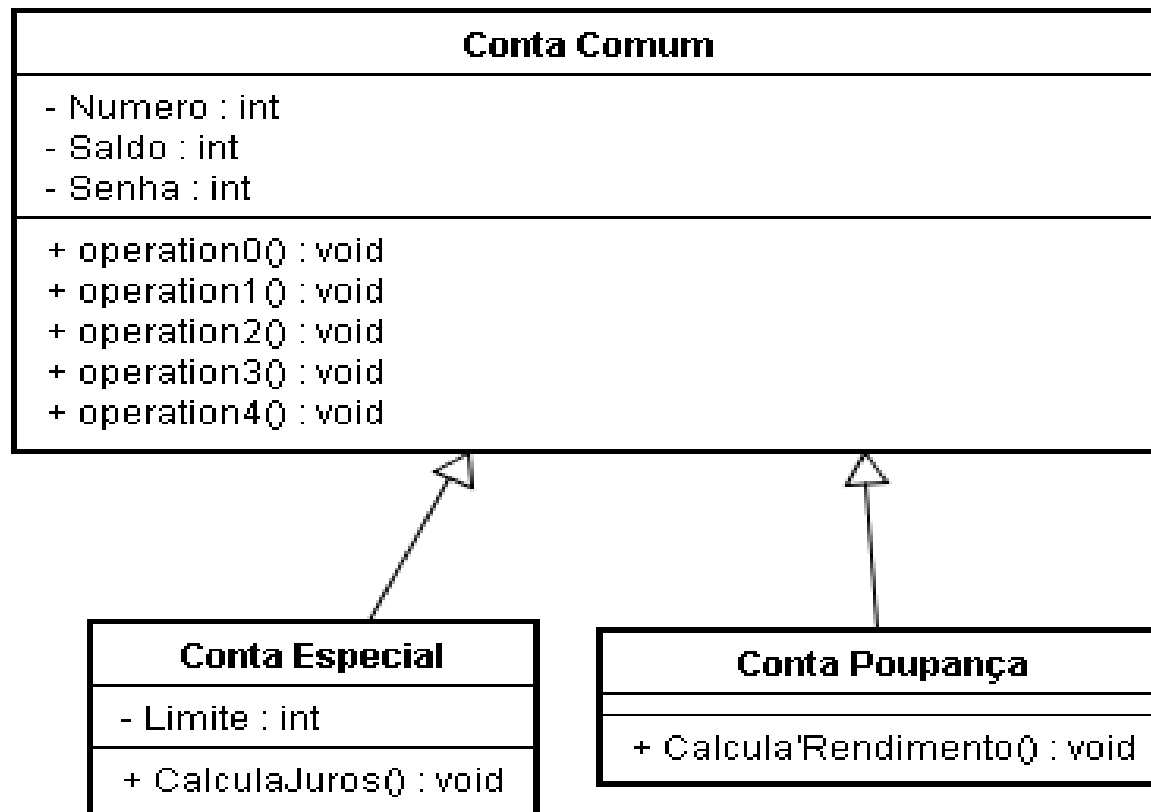 Conta Comum
- Numero : int
- Saldo : int
- Senha : int
+ operation0() : void
+ operation1() : void
+ operation2() : void
+ operation3() : void
+ operation4() : void
Conta Especial
- Limite : int
+ CalculaJuros() : void
Conta Poupança
+ Calcula'Rendimento() : void